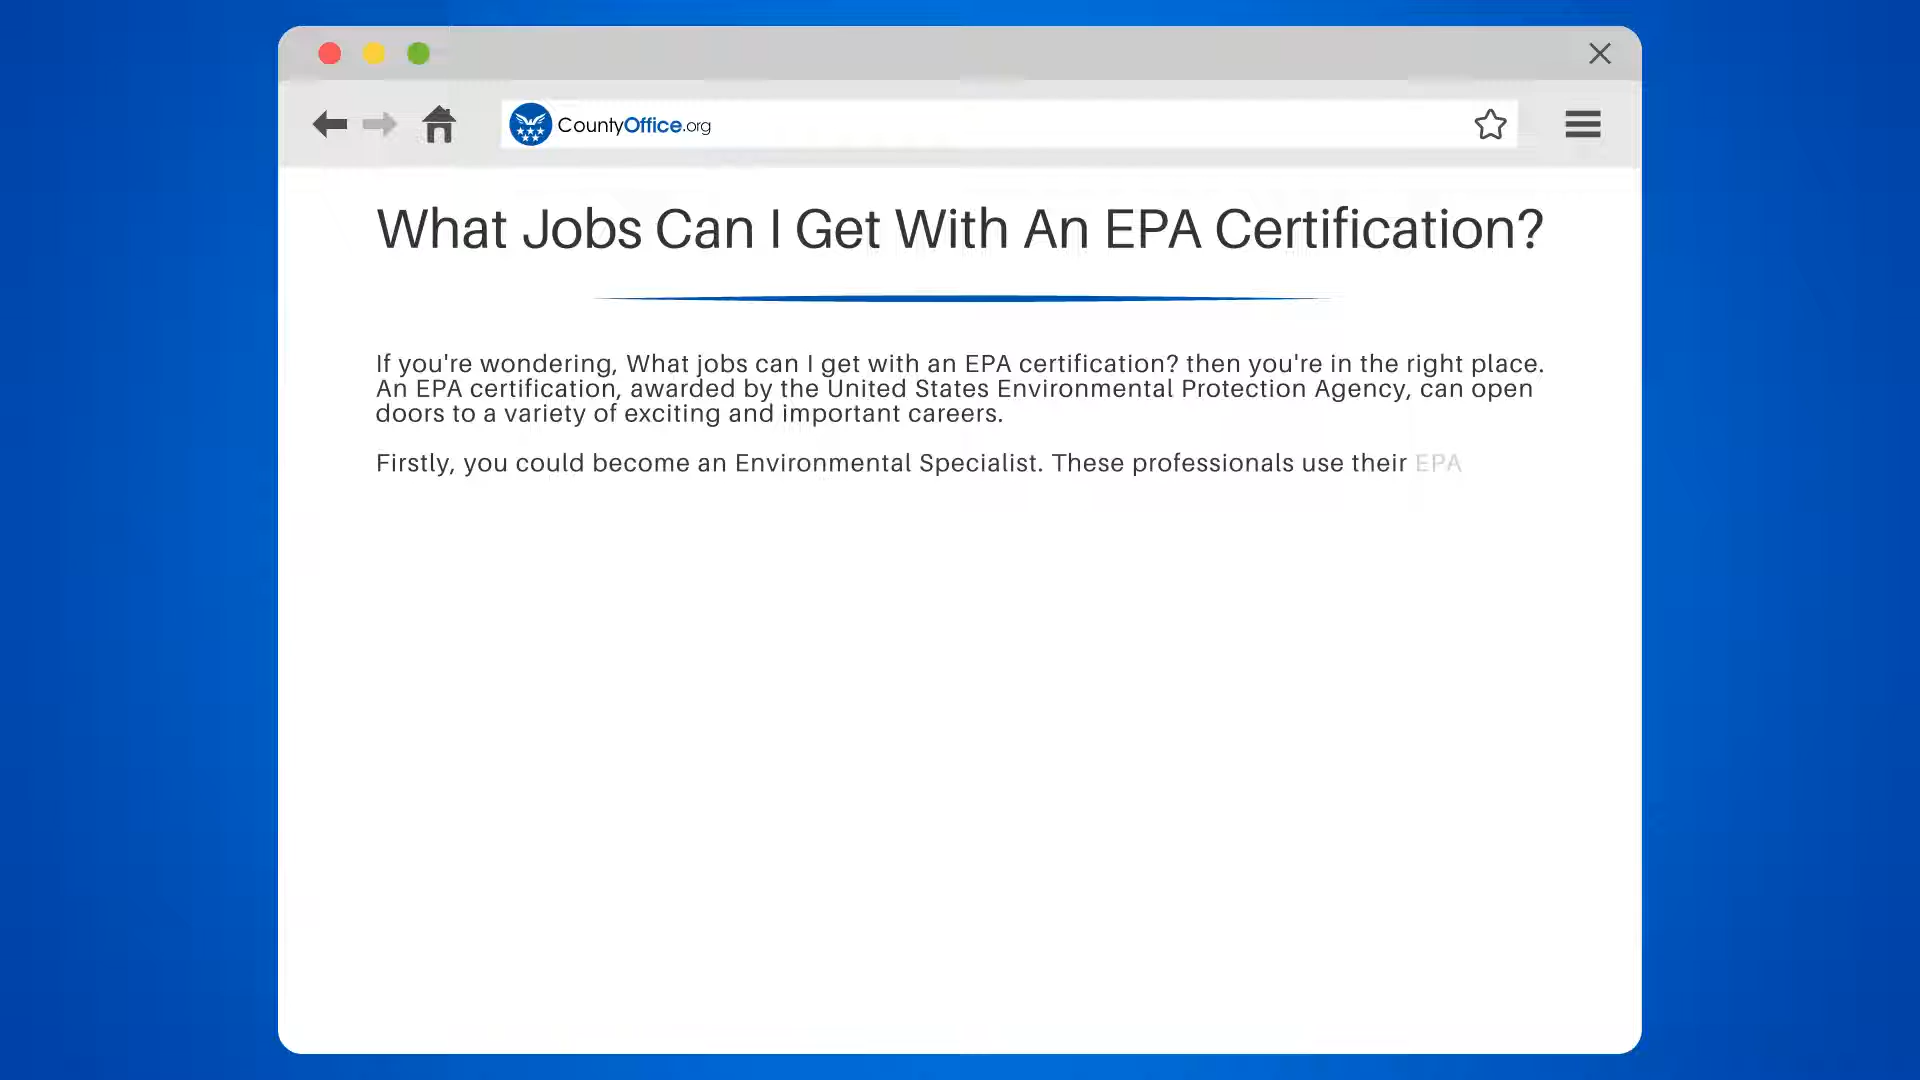 CountyOffice.org
What Jobs Can I Get With An EPA Certification?
If you're wondering, What jobs can I get with an EPA certification? then you're in the right place.
An EPA certification, awarded by the United States Environmental Protection Agency, can open
doors to a variety of exciting and important careers.
Firstly, you could become an Environmental Specialist. These professionals use their EPA